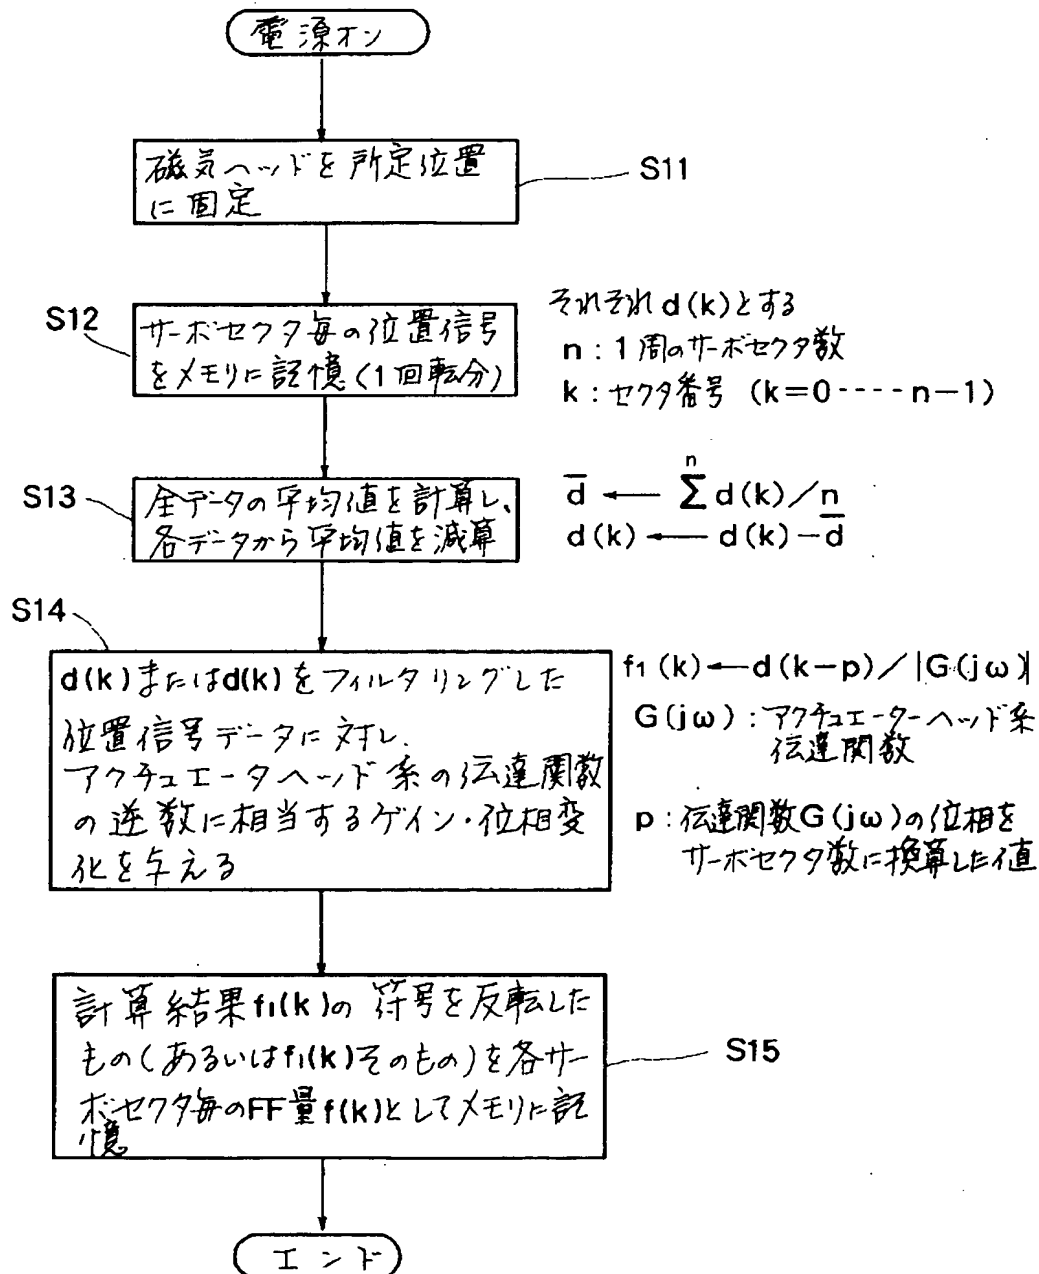 電源オン
磁気ヘッドを所定位置
に固定
S11
S12
サーボセクタ毎の位置信号
をメモリに記憶(1回転分)
それぞれd(k)とする
n:1周のサーボセクタ数
k:セクタ番号 (k=0----n-1)
S13
全データの平均値を計算し、
各データから平均値を減算
n
d̅ ← Σ d(k)/n
d(k) ← d(k)-d̅
S14
d(k)またはd(k)をフィルタリングした
位置信号データに対し、
アクチュエータヘッド系の伝達関数
の逆数に相当するゲイン・位相変
化を与える
f₁(k)←d(k-p)/|G(jω)|
G(jω):アクチュエーターヘッド系
伝達関数
p:伝達関数G(jω)の位相を
サーボセクタ数に換算した値
計算結果f₁(k)の符号を反転した
もの(あるいはf₁(k)そのもの)を各サー
ボセクタ毎のFF量f(k)としてメモリに記
憶
S15
エンド